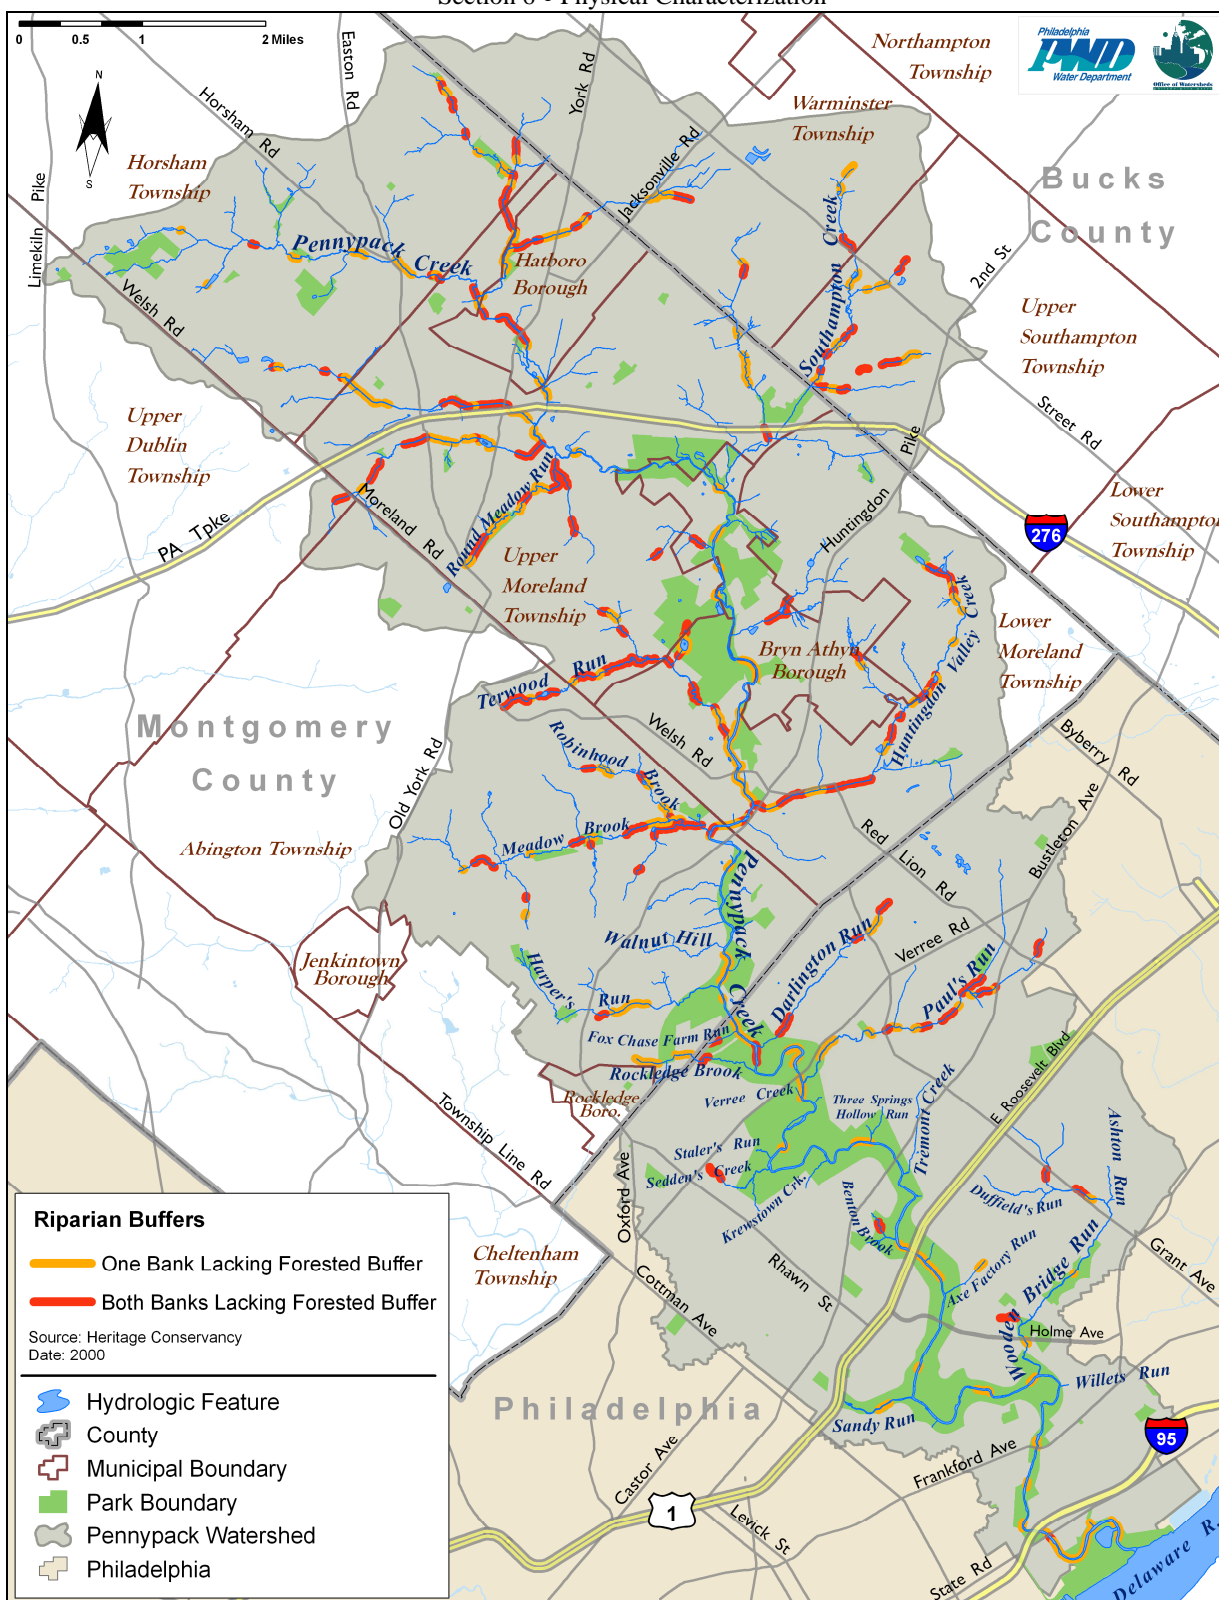 Section 6 - Physical Characterization
0 0.5 1 2 Miles
N
S
Philadelphia
PWD
Water Department
Office of Watersheds
Northampton
Township
Warminster
Township
Bucks
County
Horsham
Township
Limekiln Pike
Horsham Rd
Easton Rd
York Rd
Jacksonville Rd
2nd St
Pennypack Creek
Hatboro
Borough
Southampton Creek
Upper
Southampton
Township
Welsh Rd
Street Rd
Upper
Dublin
Township
Pike
Huntingdon
Lower
Southampton
Township
276
PA Tpke
Moreland Rd
Round Meadow Run
Upper
Moreland
Township
Lower
Moreland
Township
Bryn Athyn
Borough
Huntingdon Valley Creek
Terwood Run
Montgomery
County
Welsh Rd
Robinhood Brook
Old York Rd
Byberry Rd
Bustleton Ave
Red Lion Rd
Meadow Brook
Abington Township
Pennypack Creek
Walnut Hill
Darlington Run
Verree Rd
Paul's Run
Jenkintown
Borough
Harper's Run
Fox Chase Farm Run
Rockledge Brook
Rockledge
Boro.
Verree Creek
Three Springs
Hollow Run
Tremont Creek
E Roosevelt Blvd
Ashton Run
Township Line Rd
Oxford Ave
Staler's Run
Sedden's Creek
Krewstown Crk.
Benton Brook
Duffield's Run
Grant Ave
Axe Factory Run
Wooden Bridge Run
Holme Ave
Rhawn St
Cottman Ave
Cheltenham
Township
Willets Run
Philadelphia
Sandy Run
Frankford Ave
95
Castor Ave
1
Levick St
State Rd
Delaware R.
Riparian Buffers
One Bank Lacking Forested Buffer
Both Banks Lacking Forested Buffer
Source: Heritage Conservancy
Date: 2000
Hydrologic Feature
County
Municipal Boundary
Park Boundary
Pennypack Watershed
Philadelphia